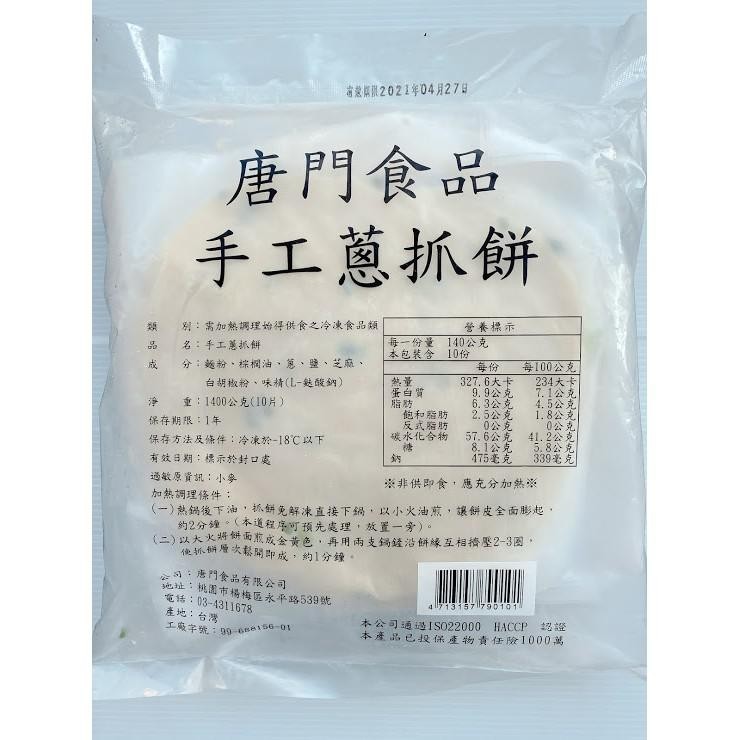 有效期限2021年04月27日
唐門食品
手工蔥抓餅
類　別：需加熱調理始得供食之冷凍食品類
品　名：手工蔥抓餅
成　分：麵粉、棕櫚油、蔥、鹽、芝麻、
白胡椒粉、味精(L-麩酸鈉)
淨　重：1400公克(10片)
保存期限：1年
保存方法及條件：冷凍於-18℃以下
有效日期：標示於封口處
過敏原資訊：小麥
營養標示
每一份量　140公克
本包裝含　10份
每份　每100公克
熱量　327.6大卡　234大卡
蛋白質　9.9公克　7.1公克
脂肪　6.3公克　4.5公克
飽和脂肪　2.5公克　1.8公克
反式脂肪　0公克　0公克
碳水化合物　57.6公克　41.2公克
糖　8.1公克　5.8公克
鈉　475毫克　339毫克
※非供即食，應充分加熱※
加熱調理條件：
(一)熱鍋後下油，抓餅免解凍直接下鍋，以小火油煎，讓餅皮全面膨起，
約2分鐘。(本道程序可預先處理，放置一旁)。
(二)以大火將餅面煎成金黃色，再用兩支鍋鏟沿餅緣互相擠壓2-3圈，
使抓餅層次鬆開即成，約1分鐘。
公司：唐門食品有限公司
地址：桃園市楊梅區永平路539號
電話：03-4311678
產地：台灣
工廠字號：99-688156-01
4 713157 790101
本公司通過ISO22000　HACCP　認證
本產品已投保產物責任險1000萬